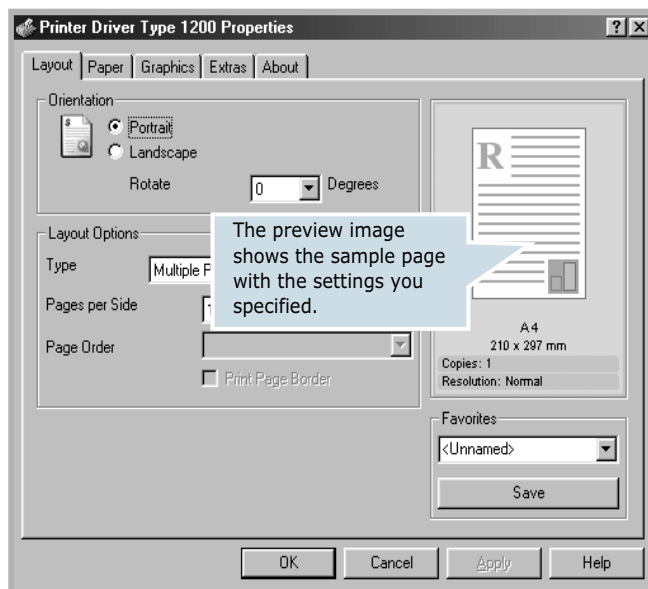 Printer Driver Type 1200 Properties
? X
Layout Paper Graphics Extras About
Orientation
Portrait
Landscape
Rotate 0 Degrees
Layout Options
Type Multiple P
Pages per Side
Page Order
Print Page Border
The preview image
shows the sample page
with the settings you
specified.
R
A4
210 x 297 mm
Copies: 1
Resolution: Normal
Favorites
<Unnamed>
Save
OK Cancel Apply Help